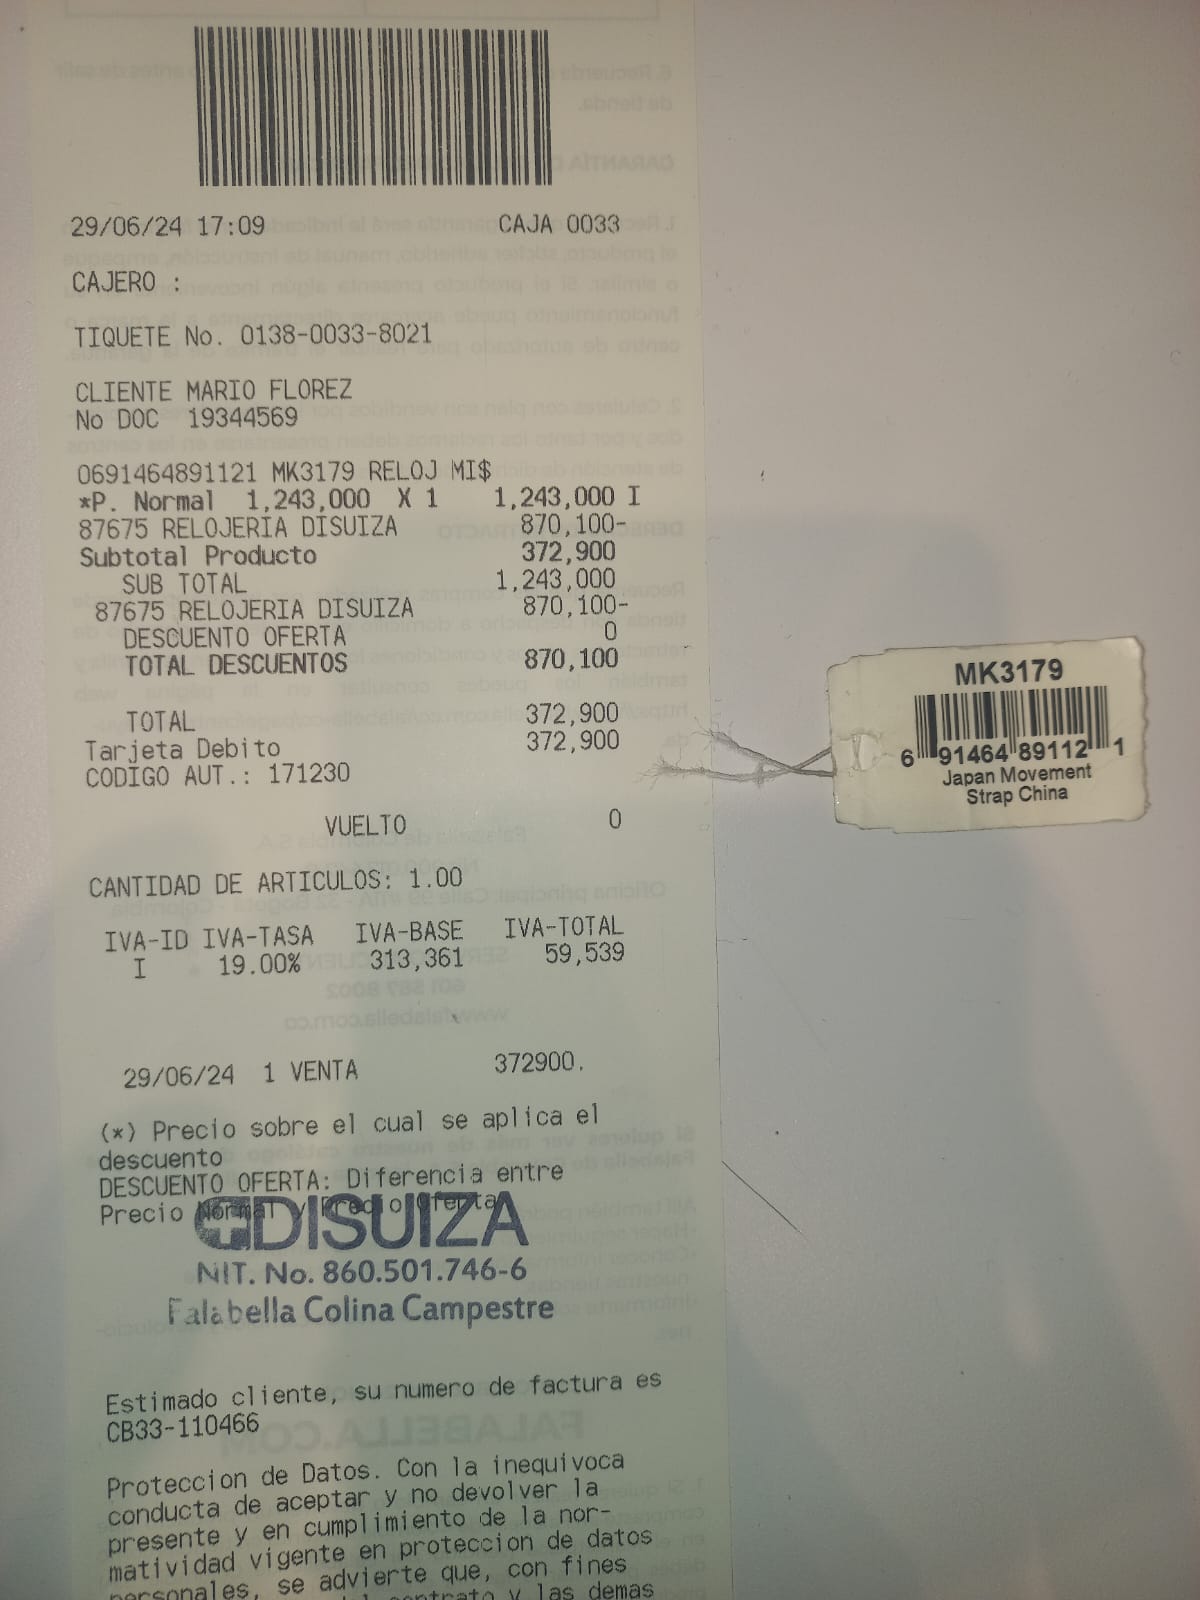 29/06/24 17:09 CAJA 0033
CAJERO :
TIQUETE No. 0138-0033-8021
CLIENTE MARIO FLOREZ
No DOC 19344569
0691464891121 MK3179 RELOJ MI$
*P. Normal 1,243,000 X 1 1,243,000 I
87675 RELOJERIA DISUIZA 870,100-
Subtotal Producto 372,900
SUB TOTAL 1,243,000
87675 RELOJERIA DISUIZA 870,100-
DESCUENTO OFERTA 0
TOTAL DESCUENTOS 870,100
TOTAL 372,900
Tarjeta Debito 372,900
CODIGO AUT.: 171230
VUELTO 0
CANTIDAD DE ARTICULOS: 1.00
IVA-ID IVA-TASA IVA-BASE IVA-TOTAL
I 19.00% 313,361 59,539
29/06/24 1 VENTA 372900.
(*) Precio sobre el cual se aplica el
descuento
DESCUENTO OFERTA: Diferencia entre
Precio Normal y Precio Oferta
DISUIZA
NIT. No. 860.501.746-6
Falabella Colina Campestre
Estimado cliente, su numero de factura es
CB33-110466
Proteccion de Datos. Con la inequivoca
conducta de aceptar y no devolver la
presente y en cumplimiento de la nor-
matividad vigente en proteccion de datos
personales, se advierte que, con fines
contrato y las demas
MK3179
6 91464 89112 1
Japan Movement
Strap China